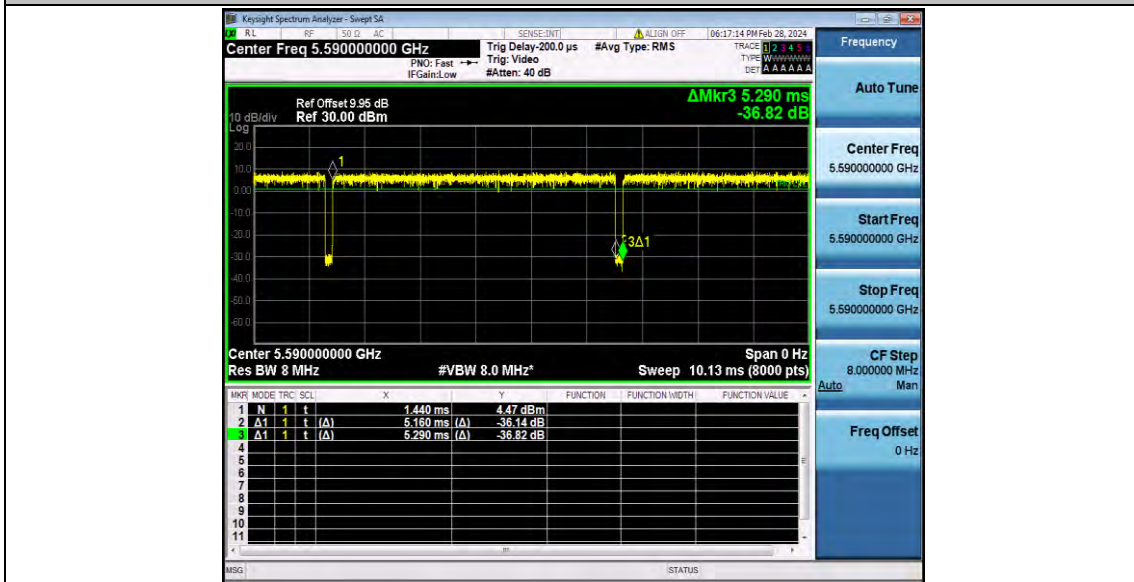 Keysight Spectrum Analyzer - Swept SA
RL RF 50 Ω AC SENSE:INT ALIGN OFF 06:17:14 PM Feb 28, 2024
Center Freq 5.590000000 GHz
PNO: Fast
IFGain:Low
Trig Delay-200.0 µs
Trig: Video
#Atten: 40 dB
#Avg Type: RMS
TRACE 1 2 3 4 5 6
TYPE W
DET A A A A A A
Frequency
Auto Tune
ΔMkr3 5.290 ms
-36.82 dB
Ref Offset 9.95 dB
10 dB/div Ref 30.00 dBm
Log
20.0
10.0
0.00
-10.0
-20.0
-30.0
-40.0
-50.0
-60.0
1
3Δ1
Center Freq
5.590000000 GHz
Start Freq
5.590000000 GHz
Stop Freq
5.590000000 GHz
Center 5.590000000 GHz Span 0 Hz
Res BW 8 MHz #VBW 8.0 MHz* Sweep 10.13 ms (8000 pts)
CF Step
8.000000 MHz
Auto Man
MKR MODE TRC SCL X Y FUNCTION FUNCTION WIDTH FUNCTION VALUE
1 N 1 t 1.440 ms 4.47 dBm
2 Δ1 1 t (Δ) 5.160 ms (Δ) -36.14 dB
3 Δ1 1 t (Δ) 5.290 ms (Δ) -36.82 dB
4
5
6
7
8
9
10
11
Freq Offset
0 Hz
MSG STATUS